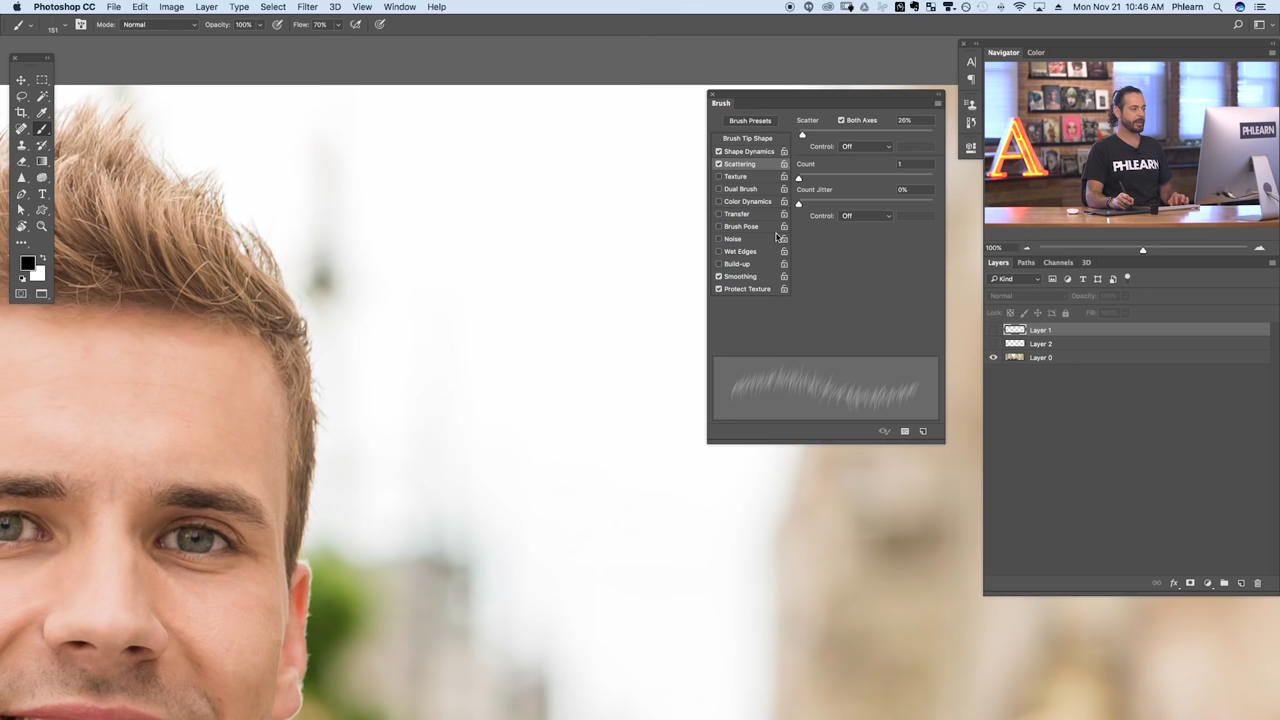 Photoshop CC File Edit Image Layer Type Select Filter 3D View Window Help Mon Nov 21 10:46 AM Phlearn
151 Mode: Normal Opacity: 100% Flow: 70%
Brush
Brush Presets
Brush Tip Shape
Shape Dynamics
Scattering
Texture
Dual Brush
Color Dynamics
Transfer
Brush Pose
Noise
Wet Edges
Build-up
Smoothing
Protect Texture
Scatter Both Axes 26%
Control: Off
Count 1
Count Jitter 0%
Control: Off
Navigator Color
PHLEARN
PHLEARN
100%
Layers Paths Channels 3D
Kind
Normal Opacity: 100%
Lock: Fill: 100%
Layer 1
Layer 2
Layer 0